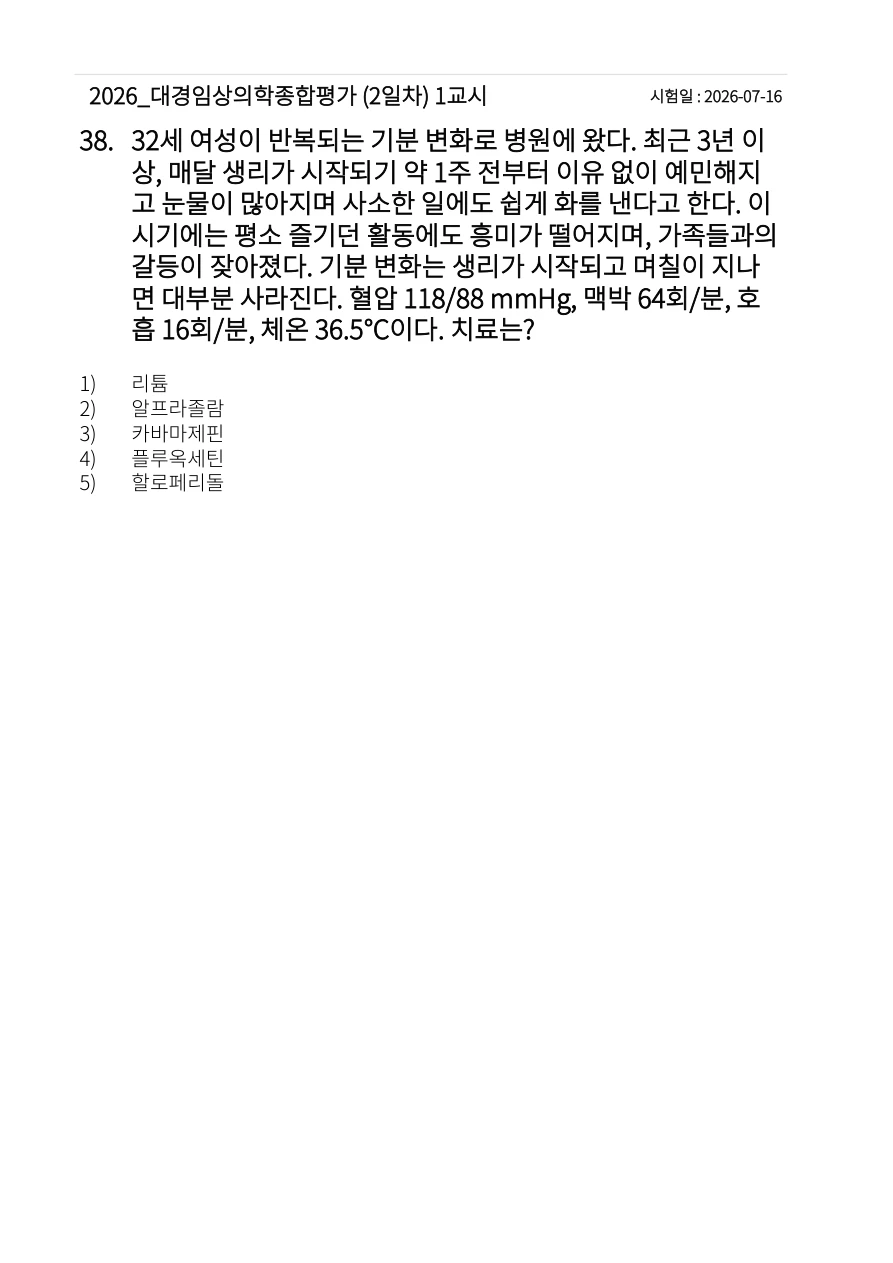 2026_대경임상의학종합평가 (2일차) 1교시
시험일 : 2026-07-16
38. 32세 여성이 반복되는 기분 변화로 병원에 왔다. 최근 3년 이
상, 매달 생리가 시작되기 약 1주 전부터 이유 없이 예민해지
고 눈물이 많아지며 사소한 일에도 쉽게 화를 낸다고 한다. 이
시기에는 평소 즐기던 활동에도 흥미가 떨어지며, 가족들과의
갈등이 잦아졌다. 기분 변화는 생리가 시작되고 며칠이 지나
면 대부분 사라진다. 혈압 118/88 mmHg, 맥박 64회/분, 호
흡 16회/분, 체온 36.5℃이다. 치료는?
1) 리튬
2) 알프라졸람
3) 카바마제핀
4) 플루옥세틴
5) 할로페리돌